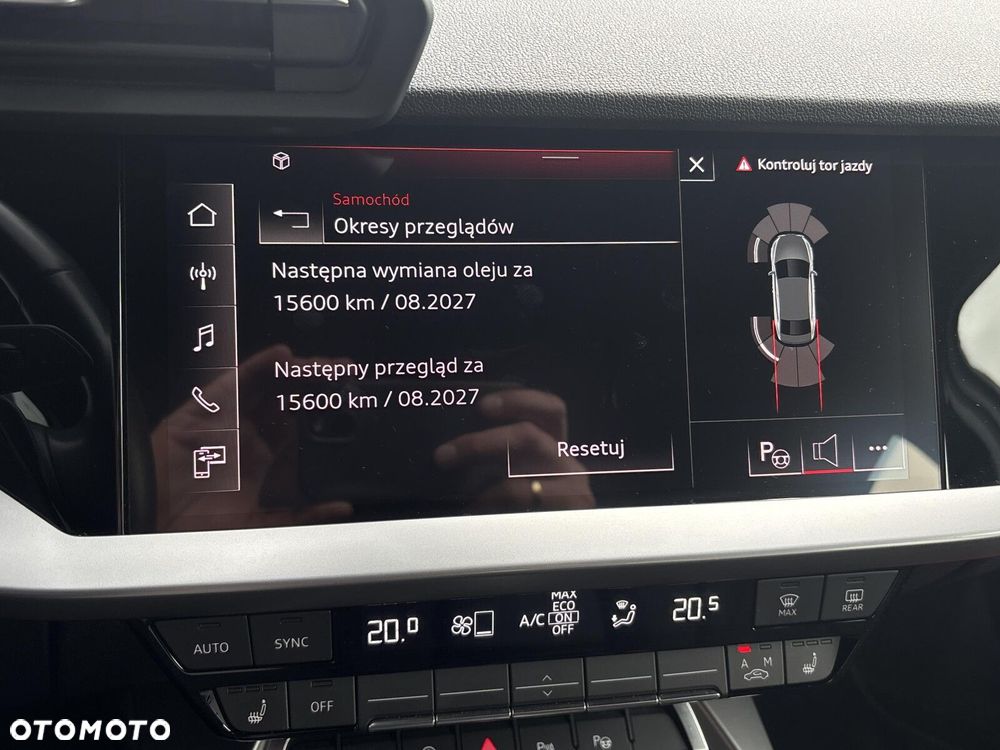 Kontroluj tor jazdy
Samochód
Okresy przeglądów
Następna wymiana oleju za
15600 km / 08.2027
Następny przegląd za
15600 km / 08.2027
Resetuj
P
MAX
ECO
A/C ON
OFF
20.0
20.5
MAX
REAR
AUTO
SYNC
A M
OFF
OTOMOTO